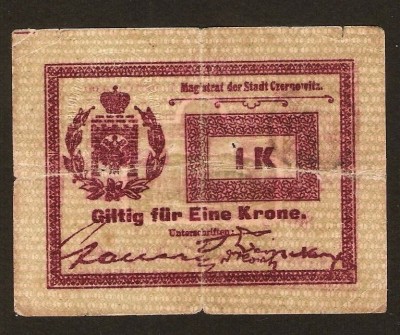 Magistrat der Stadt Czernowitz.
1 K
Giltig für Eine Krone.
Unterschriften: